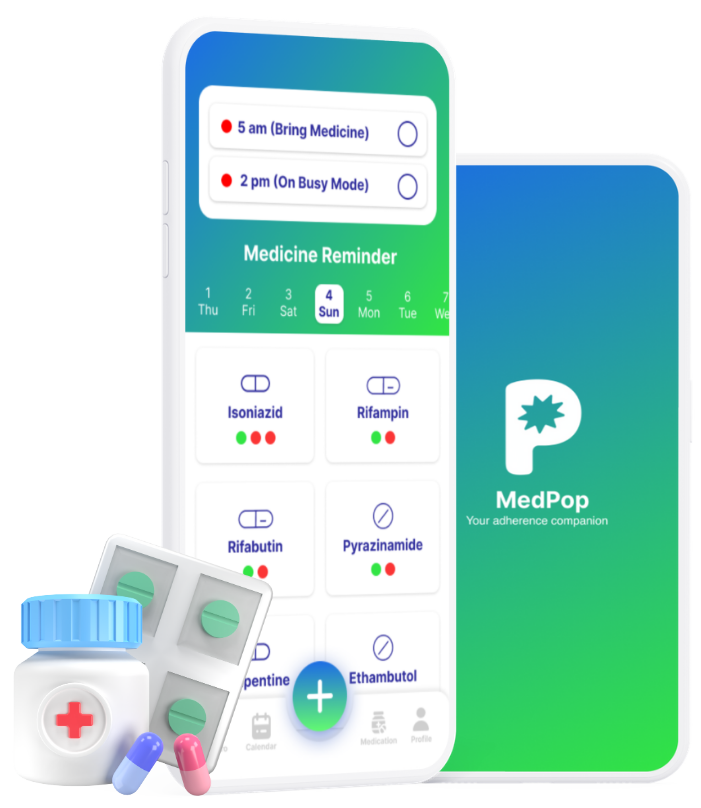 5 am (Bring Medicine)
2 pm (On Busy Mode)
Medicine Reminder
1 2 3 4 5 6 7
Thu Fri Sat Sun Mon Tue We
Isoniazid Rifampin
Rifabutin Pyrazinamide
pentine Ethambutol
Calendar Medication Profile
MedPop
Your adherence companion